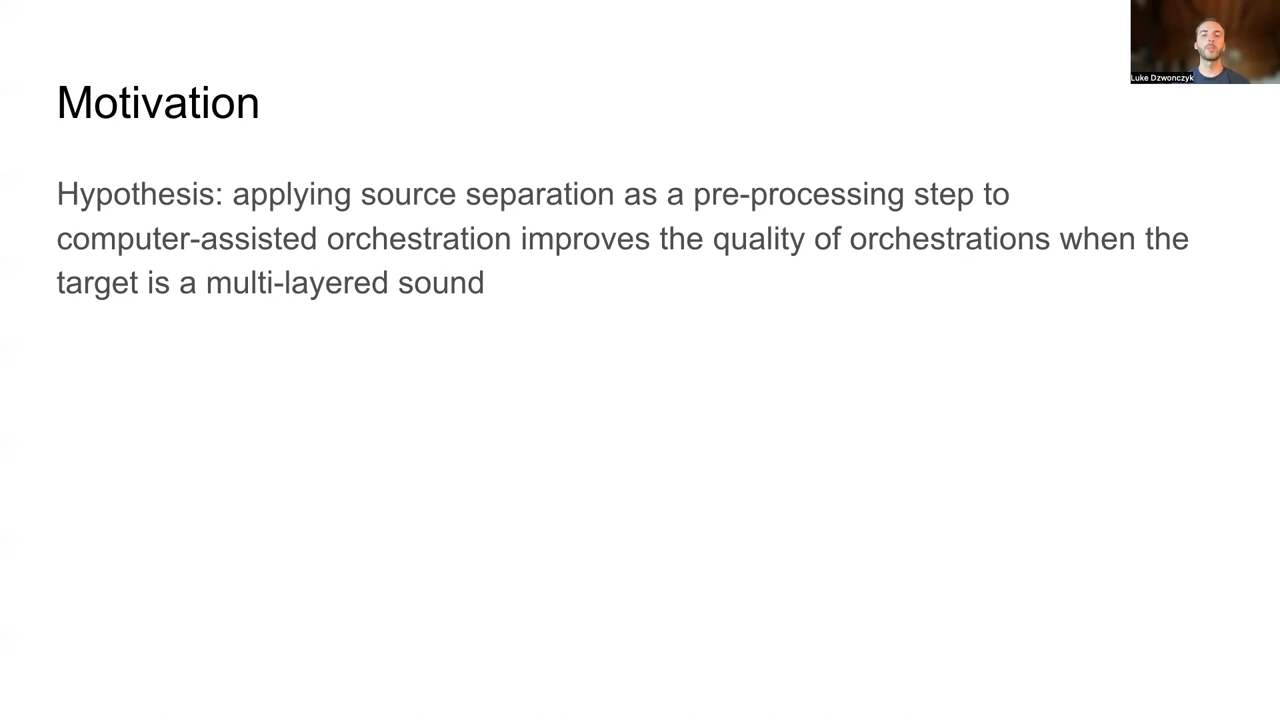 Luke Dzwonczyk
Motivation
Hypothesis: applying source separation as a pre-processing step to
computer-assisted orchestration improves the quality of orchestrations when the
target is a multi-layered sound